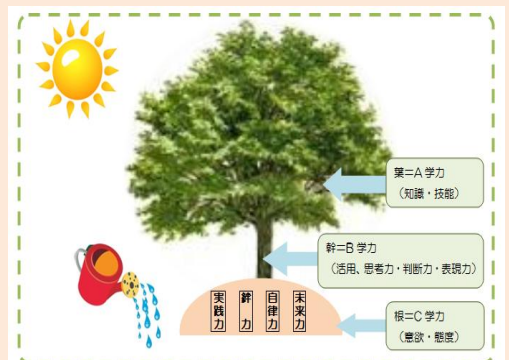 葉=A 学力
(知識・技能)
幹=B 学力
(活用、思考力・判断力・表現力)
実践力
絆力
自律力
未来力
根=C 学力
(意欲・態度)